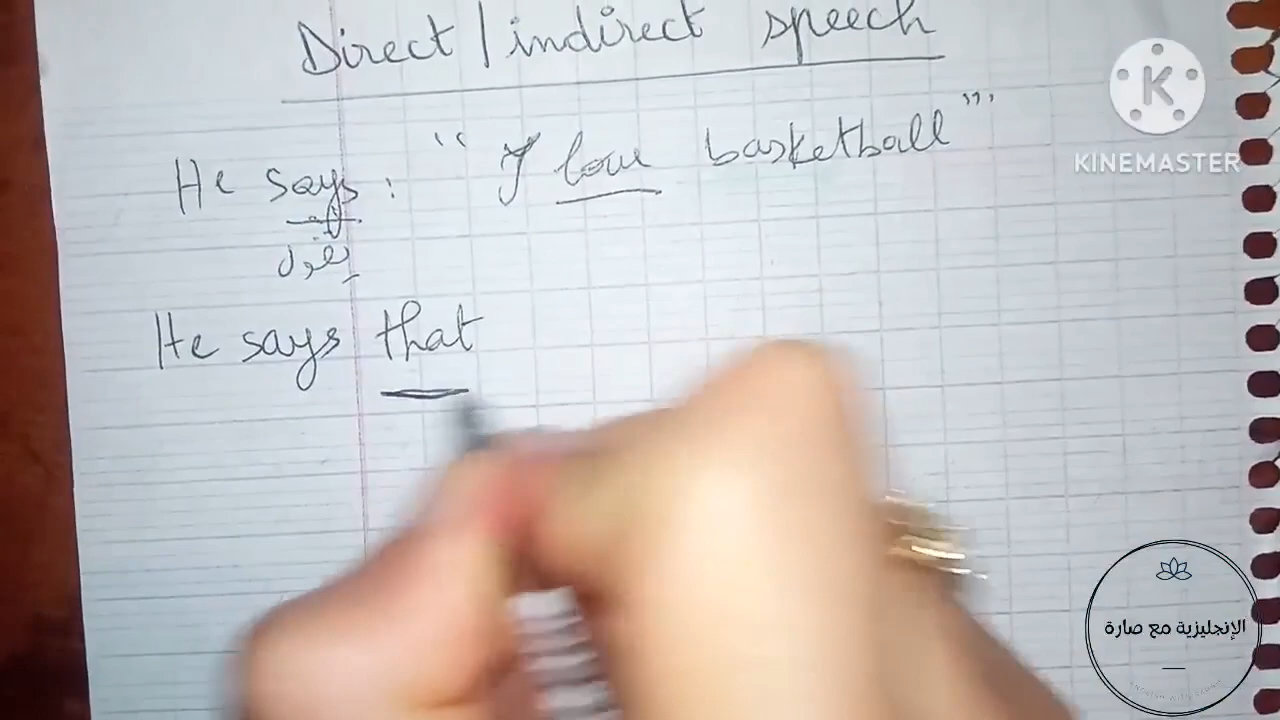 Direct / indirect speech
He says : " I love basketball "
يقول
He says that
KINEMASTER
الإنجليزية مع صارة